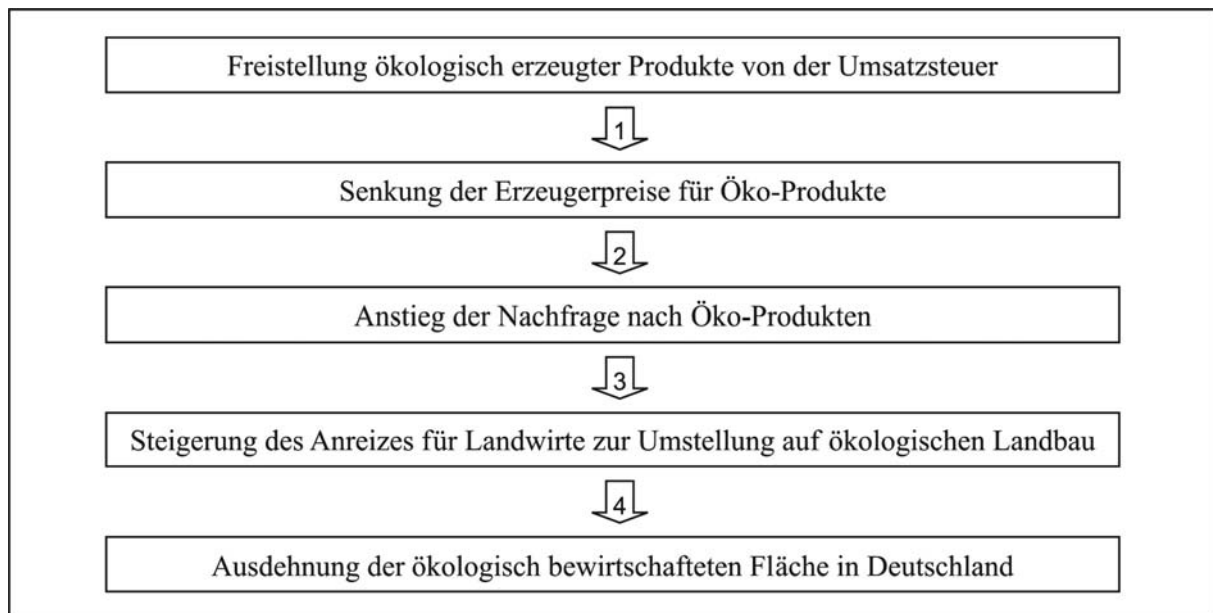 Freistellung ökologisch erzeugter Produkte von der Umsatzsteuer
1
Senkung der Erzeugerpreise für Öko-Produkte
2
Anstieg der Nachfrage nach Öko-Produkten
3
Steigerung des Anreizes für Landwirte zur Umstellung auf ökologischen Landbau
4
Ausdehnung der ökologisch bewirtschafteten Fläche in Deutschland